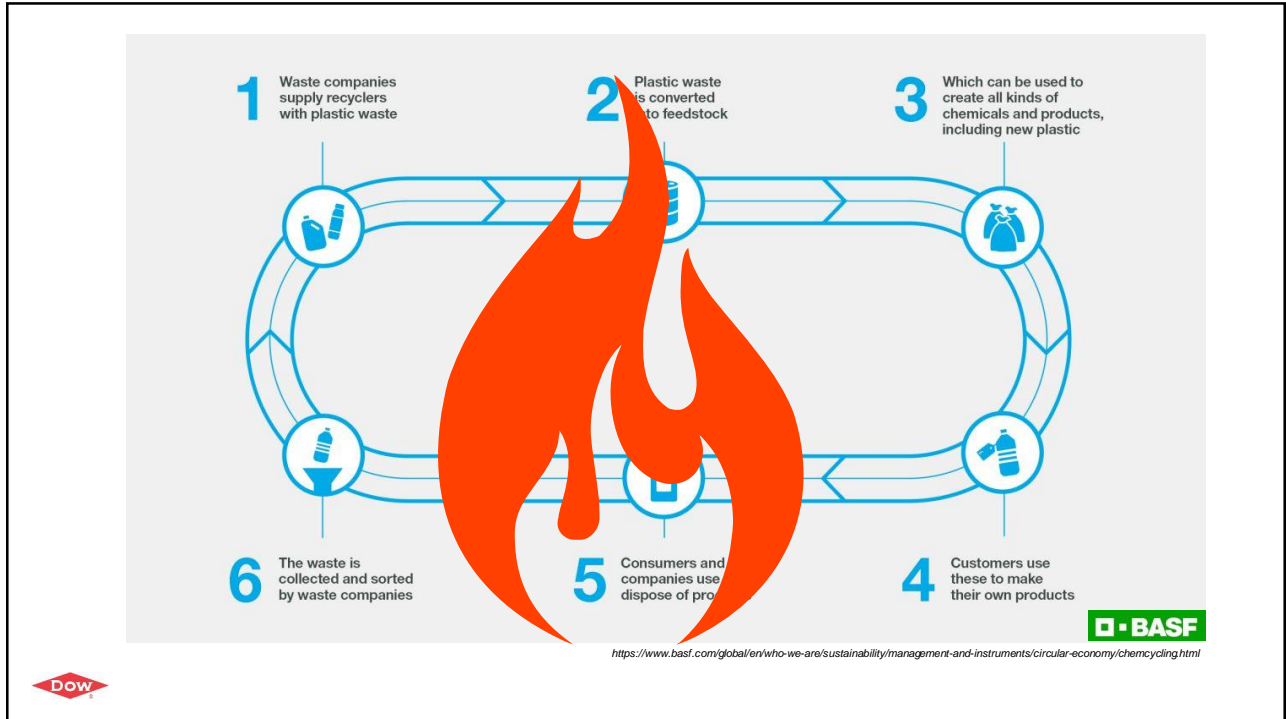 1
Waste companies
supply recyclers
with plastic waste
2
Plastic waste
converted
feedstock
3
Which can be used to
create all kinds of
chemicals and products,
including new plastic
6
The waste is
collected and sorted
by waste companies
5
Consumers and
companies use
dispose of
4
Customers use
these to make
their own products
BASF
https://www.basf.com/global/en/who-we-are/sustainability/management-and-instruments/circular-economy/chemcycling.html
DOW